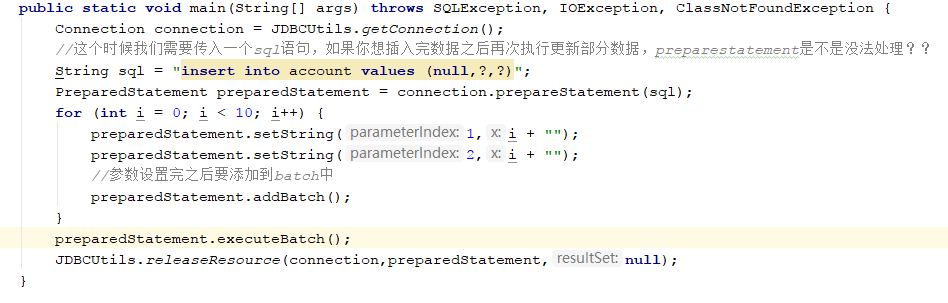 public static void main(String[] args) throws SQLException, IOException, ClassNotFoundException {
Connection connection = JDBCUtils.getConnection();
//这个时候我们需要传入一个sql语句，如果你想插入完数据之后再次执行更新部分数据，preparestatement是不是没法处理？？
String sql = "insert into account values (null,?,?)";
PreparedStatement preparedStatement = connection.prepareStatement(sql);
for (int i = 0; i < 10; i++) {
preparedStatement.setString( parameterIndex: 1, x: i + "");
preparedStatement.setString( parameterIndex: 2, x: i + "");
//参数设置完之后要添加到batch中
preparedStatement.addBatch();
}
preparedStatement.executeBatch();
JDBCUtils.releaseResource(connection,preparedStatement, resultSet: null);
}